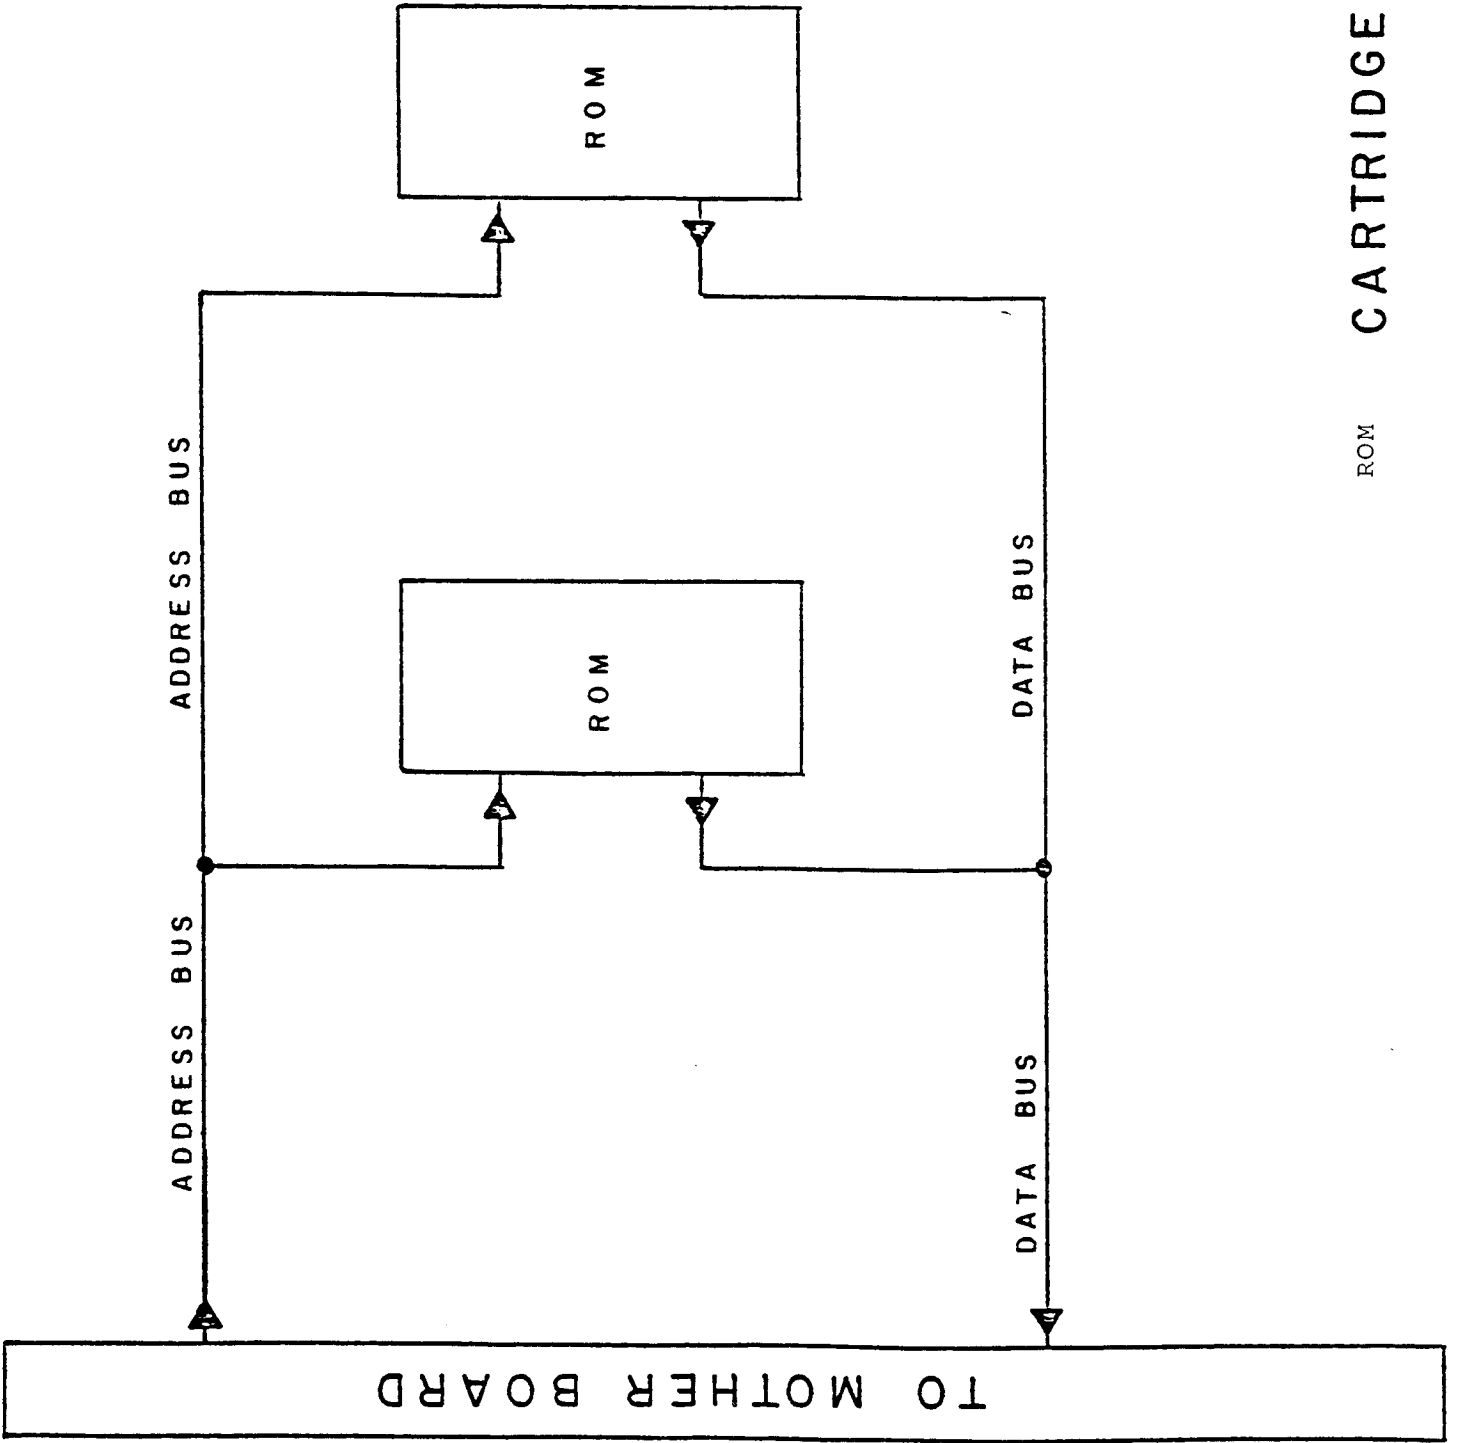 ADDRESS BUS
ADDRESS BUS
TO MOTHER BOARD
ROM
ROM
DATA BUS
DATA BUS
ROM CARTRIDGE